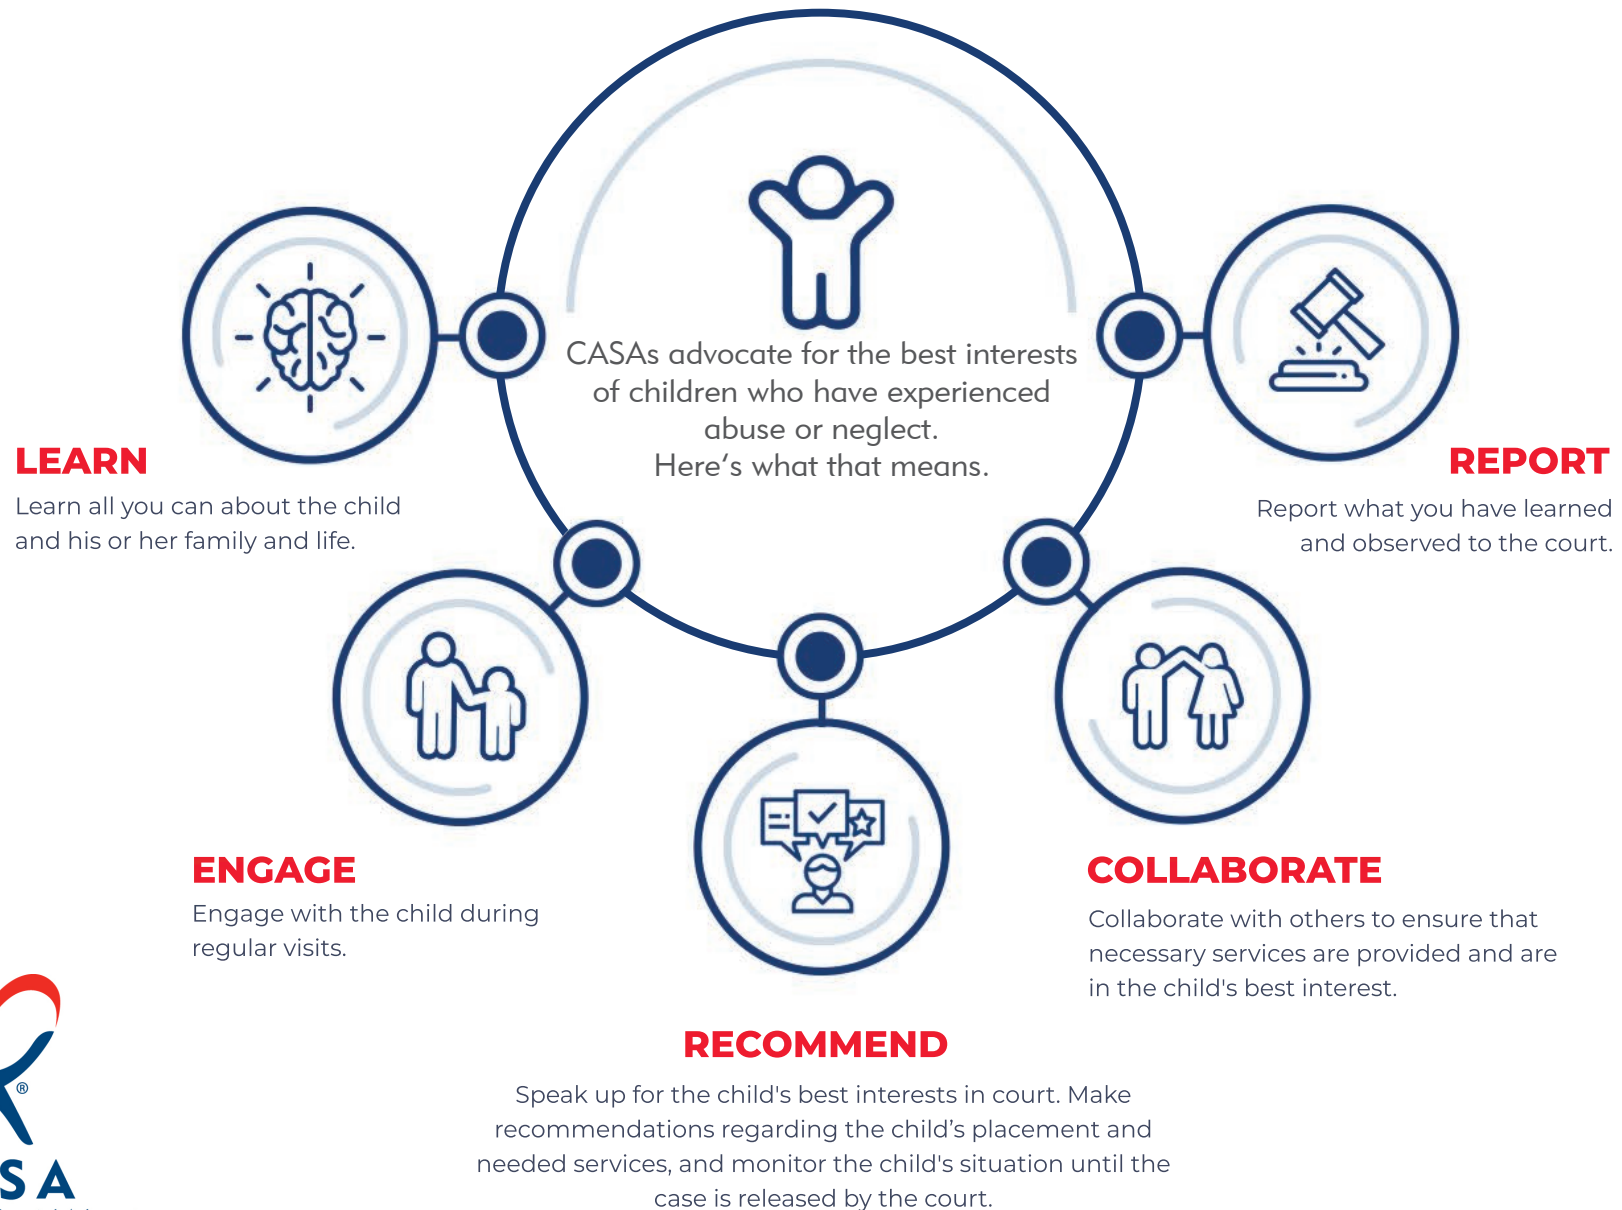 CASAs advocate for the best interests
of children who have experienced
abuse or neglect.
Here's what that means.
LEARN
Learn all you can about the child
and his or her family and life.
REPORT
Report what you have learned
and observed to the court.
ENGAGE
Engage with the child during
regular visits.
COLLABORATE
Collaborate with others to ensure that
necessary services are provided and are
in the child's best interest.
RECOMMEND
Speak up for the child's best interests in court. Make
recommendations regarding the child’s placement and
needed services, and monitor the child's situation until the
case is released by the court.
®
SA